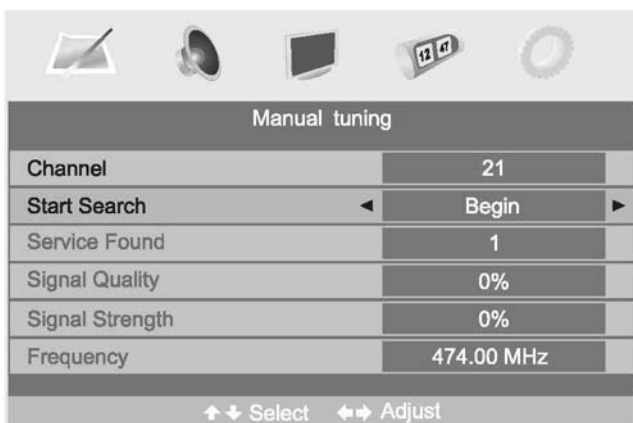 12 47
Manual tuning
Channel 21
Start Search ◄ Begin ►
Service Found 1
Signal Quality 0%
Signal Strength 0%
Frequency 474.00 MHz
Select Adjust